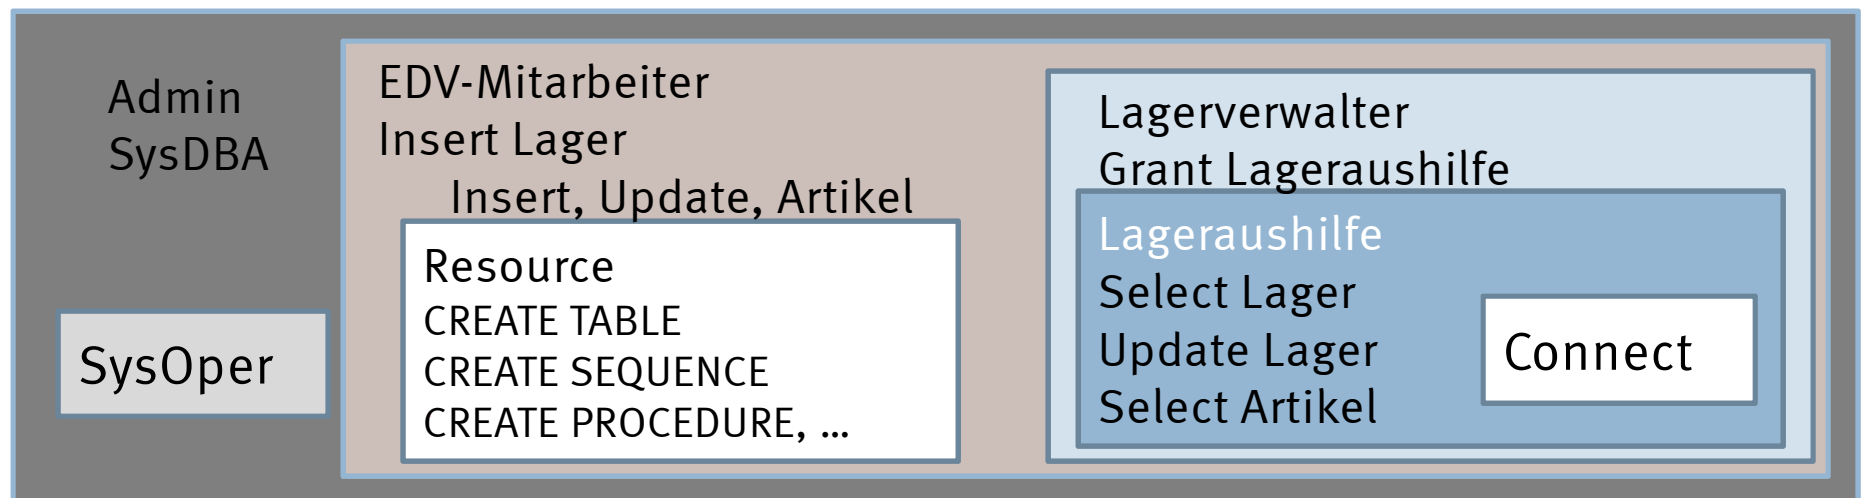 Admin
SysDBA
SysOper
EDV-Mitarbeiter
Insert Lager
Insert, Update, Artikel
Resource
CREATE TABLE
CREATE SEQUENCE
CREATE PROCEDURE, ...
Lagerverwalter
Grant Lageraushilfe
Lageraushilfe
Select Lager
Update Lager
Select Artikel
Connect